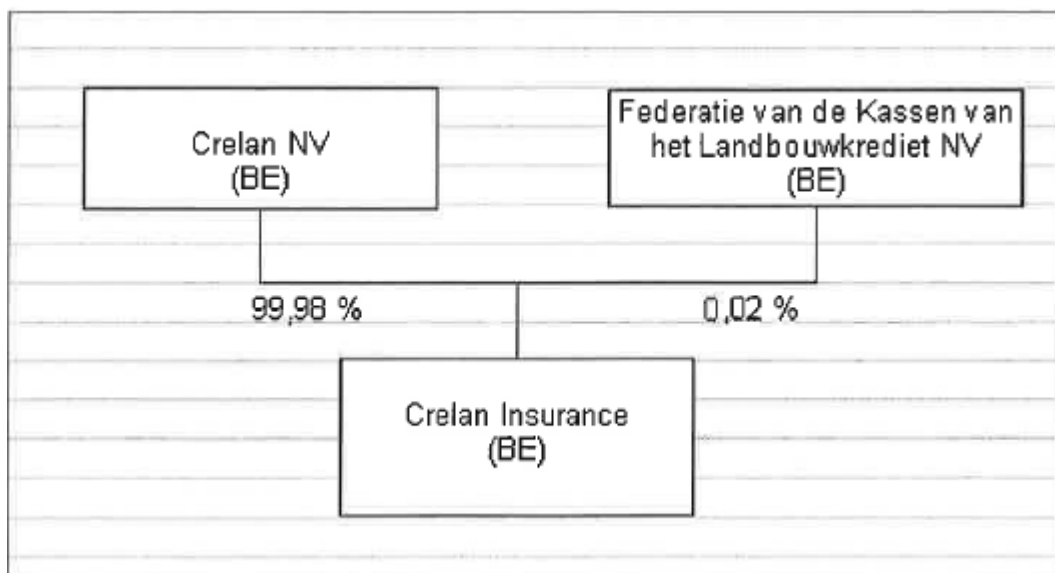 Crelan NV
(BE)
Federatie van de Kassen van
het Landbouwkrediet NV
(BE)
99,98 %
0,02 %
Crelan Insurance
(BE)